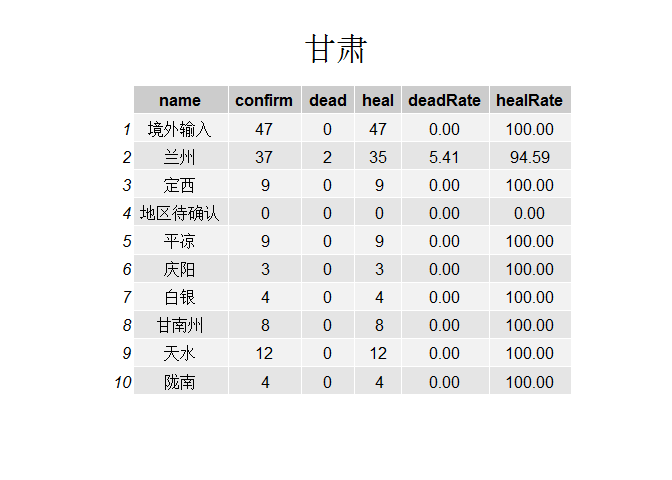 甘肃
name confirm dead heal deadRate healRate
1 境外输入 47 0 47 0.00 100.00
2 兰州 37 2 35 5.41 94.59
3 定西 9 0 9 0.00 100.00
4 地区待确认 0 0 0 0.00 0.00
5 平凉 9 0 9 0.00 100.00
6 庆阳 3 0 3 0.00 100.00
7 白银 4 0 4 0.00 100.00
8 甘南州 8 0 8 0.00 100.00
9 天水 12 0 12 0.00 100.00
10 陇南 4 0 4 0.00 100.00